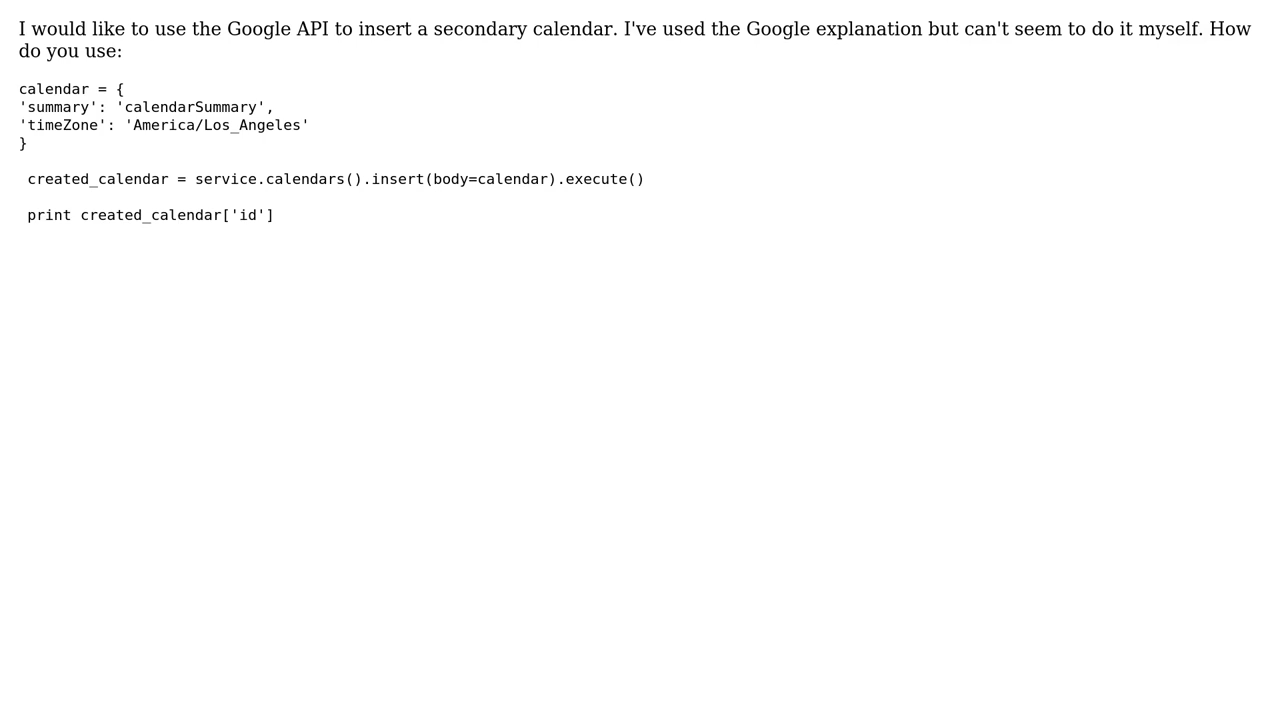 I would like to use the Google API to insert a secondary calendar. I've used the Google explanation but can't seem to do it myself. How
do you use:
calendar = {
'summary': 'calendarSummary',
'timeZone': 'America/Los_Angeles'
}
created_calendar = service.calendars().insert(body=calendar).execute()
print created_calendar['id']